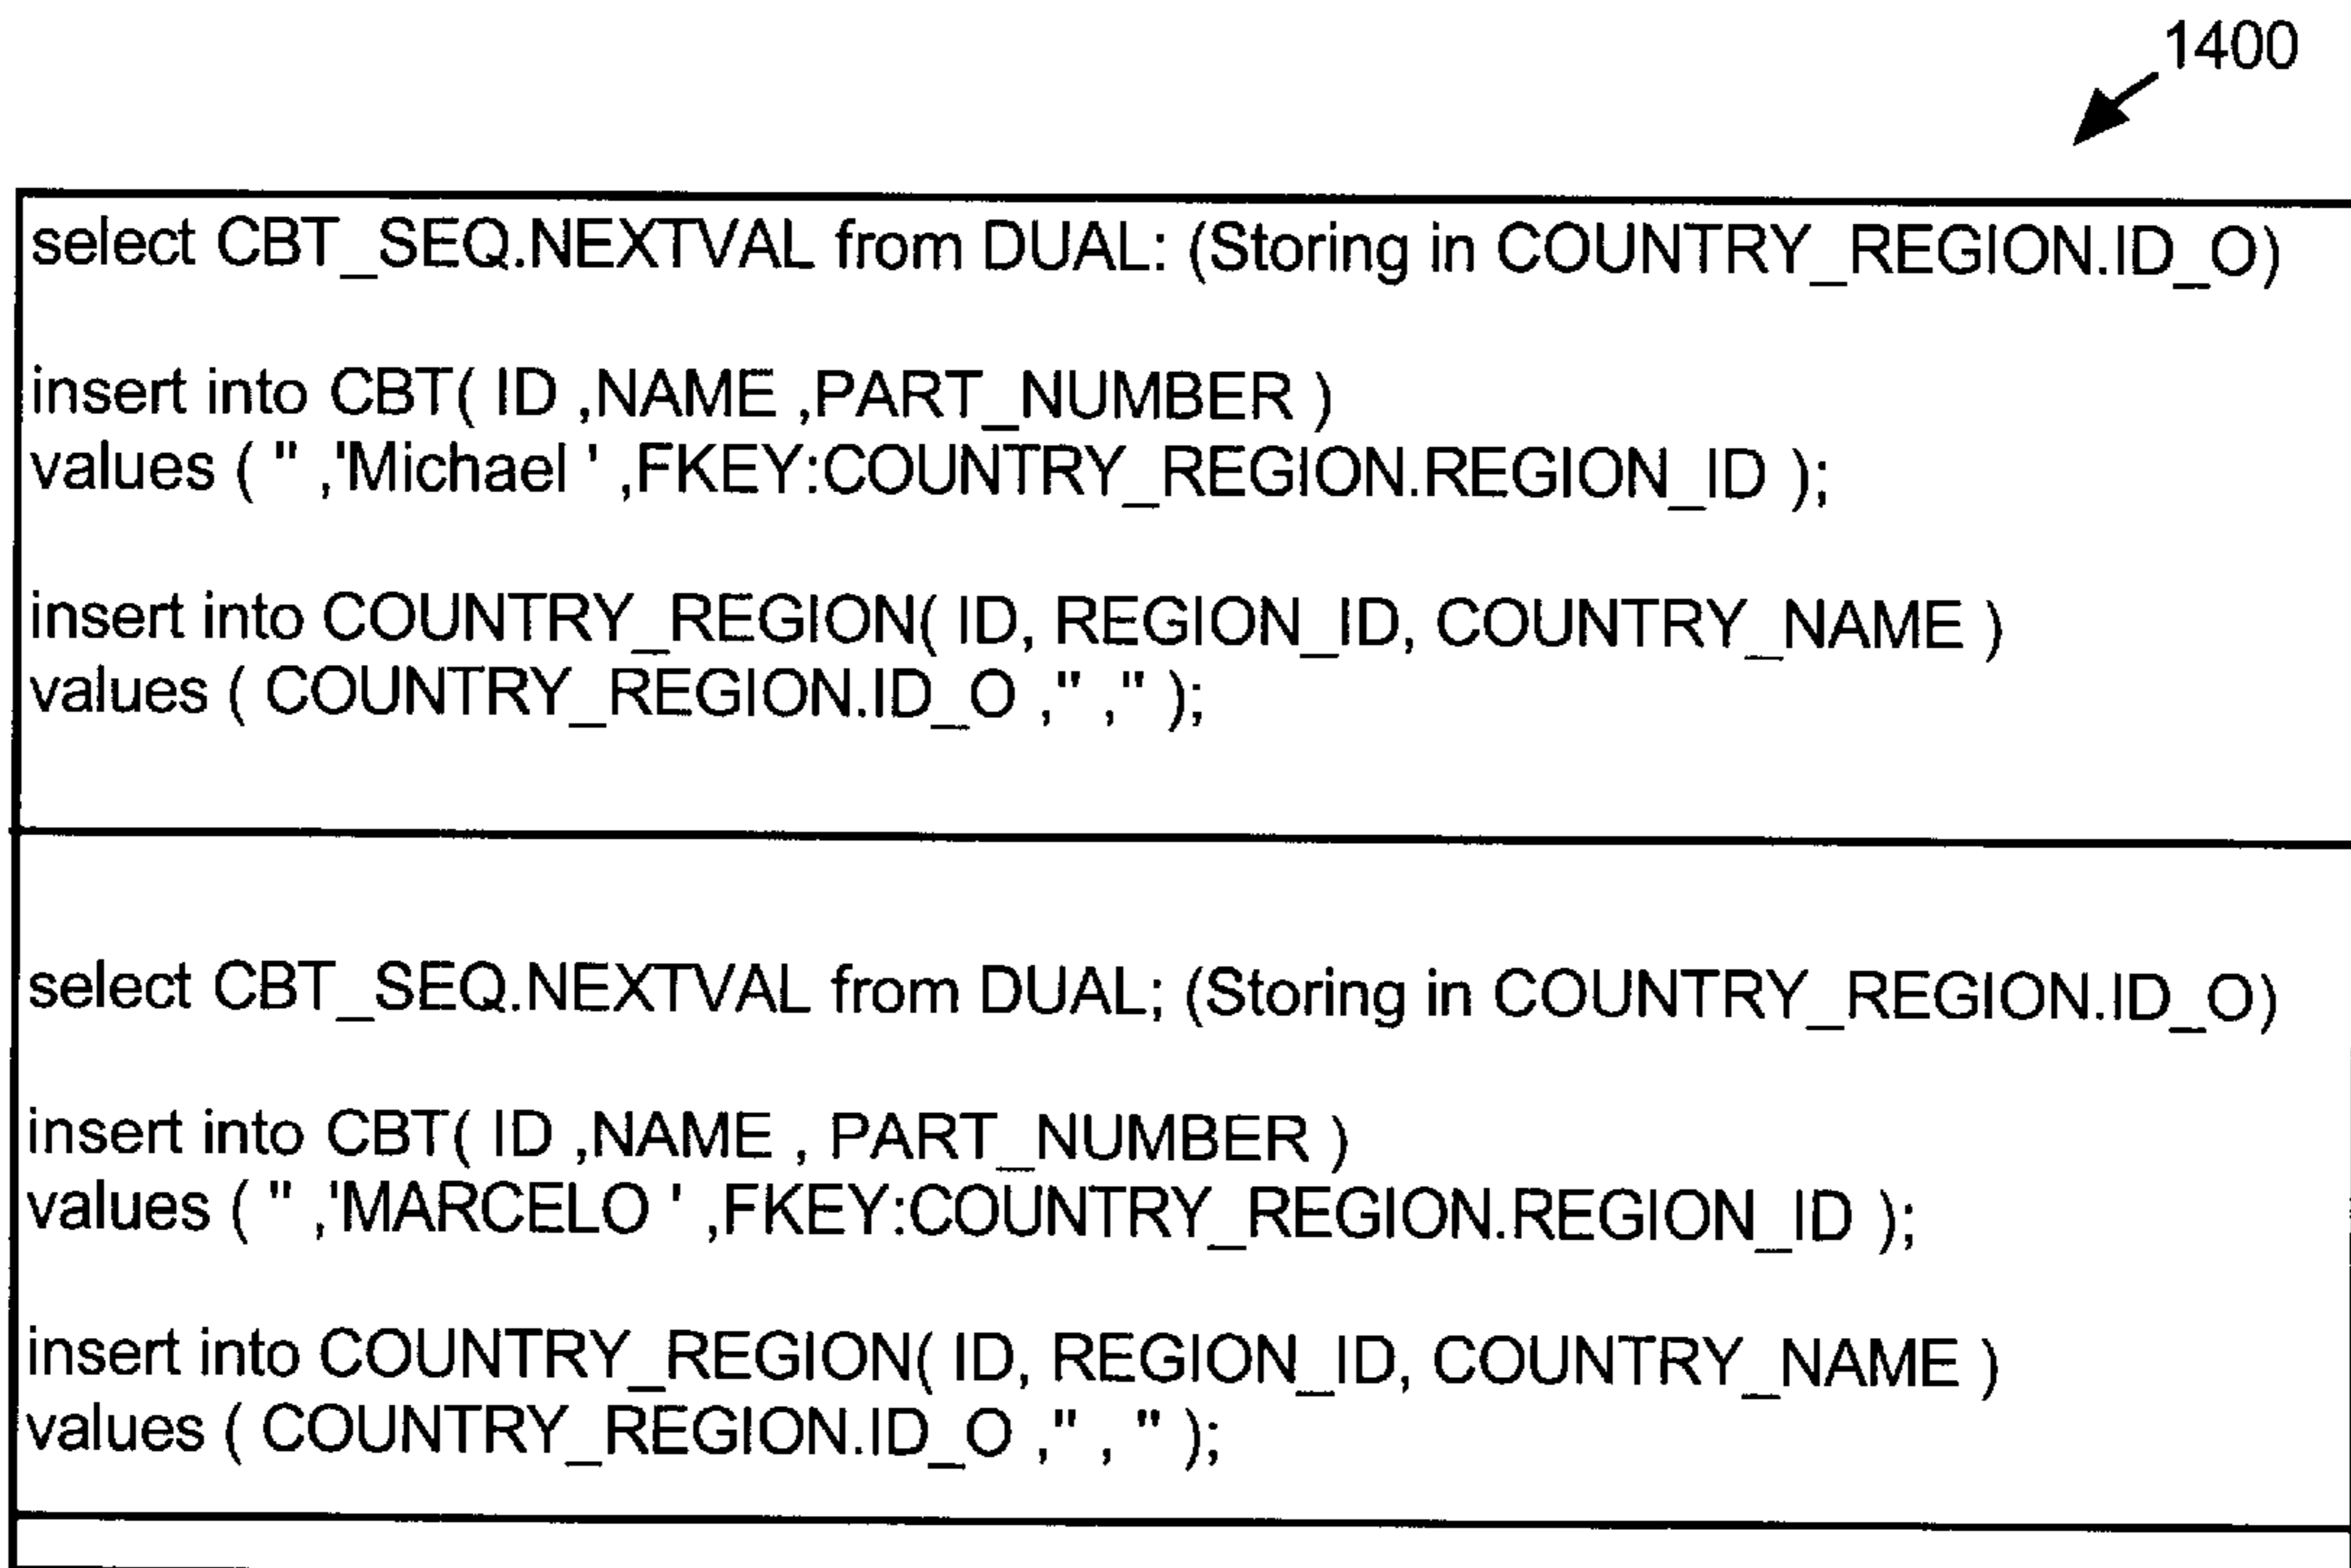 1400
select CBT_SEQ.NEXTVAL from DUAL: (Storing in COUNTRY_REGION.ID_O)
insert into CBT( ID ,NAME ,PART_NUMBER )
values ( '' ,'Michael ' ,FKEY:COUNTRY_REGION.REGION_ID );
insert into COUNTRY_REGION( ID, REGION_ID, COUNTRY_NAME )
values ( COUNTRY_REGION.ID_O ,'' ,'' );
select CBT_SEQ.NEXTVAL from DUAL; (Storing in COUNTRY_REGION.ID_O)
insert into CBT( ID ,NAME , PART_NUMBER )
values ( '' ,'MARCELO ' ,FKEY:COUNTRY_REGION.REGION_ID );
insert into COUNTRY_REGION( ID, REGION_ID, COUNTRY_NAME )
values ( COUNTRY_REGION.ID_O ,'' , '' );